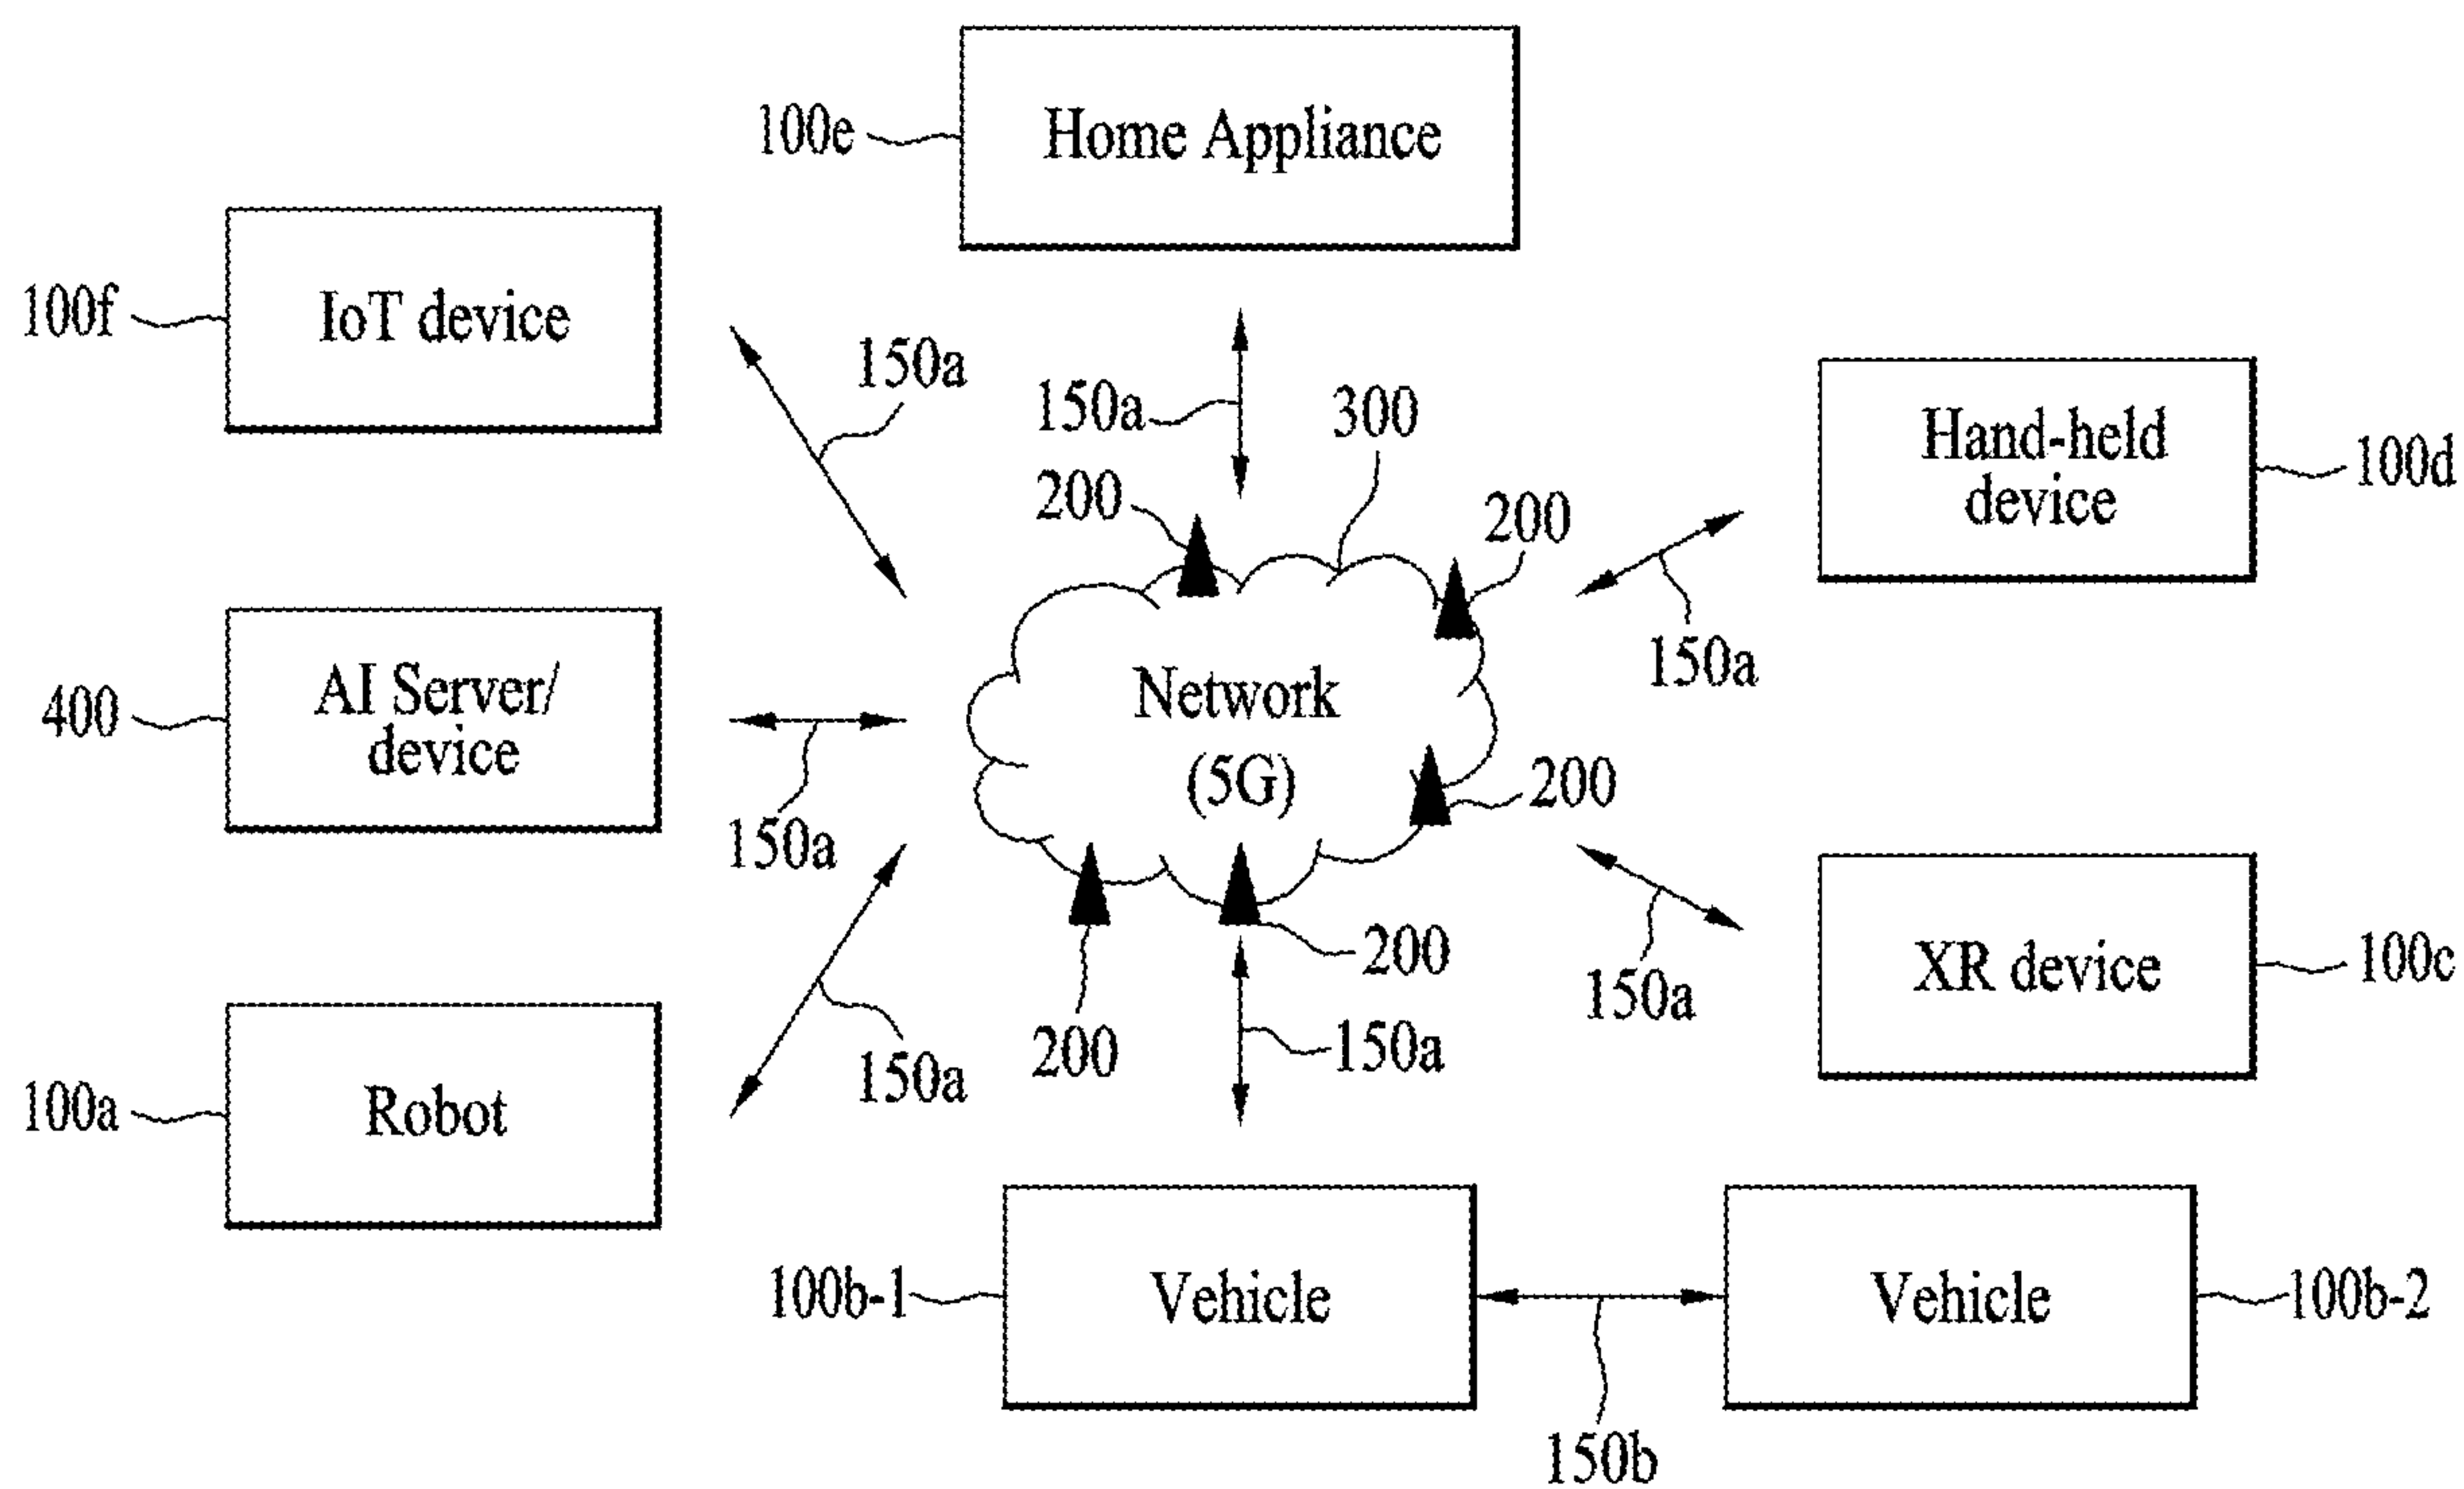 Home Appliance
100e
IoT device
100f
150a
150a
300
Hand-held
device
100d
200
200
150a
AI Server/
device
400
150a
Network
(5G)
200
200
200
150a
XR device
100c
150a
150a
Robot
100a
Vehicle
100b-1
Vehicle
100b-2
150b